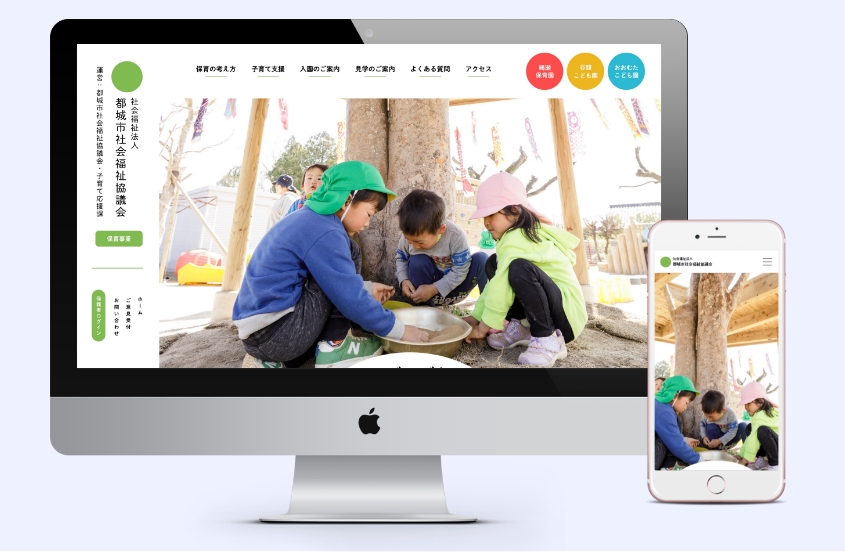 保育の考え方
子育て支援
入園のご案内
見学のご案内
よくある質問
アクセス
保育園
こども園
おおむた
こども園
社会福祉法人
都城市社会福祉協議会
運営：都城市社会福祉協議会・子育て応援課
保育事業
ホーム
ご意見受付
お問い合わせ
保護者ログイン
N
社会福祉法人
都城市社会福祉協議会